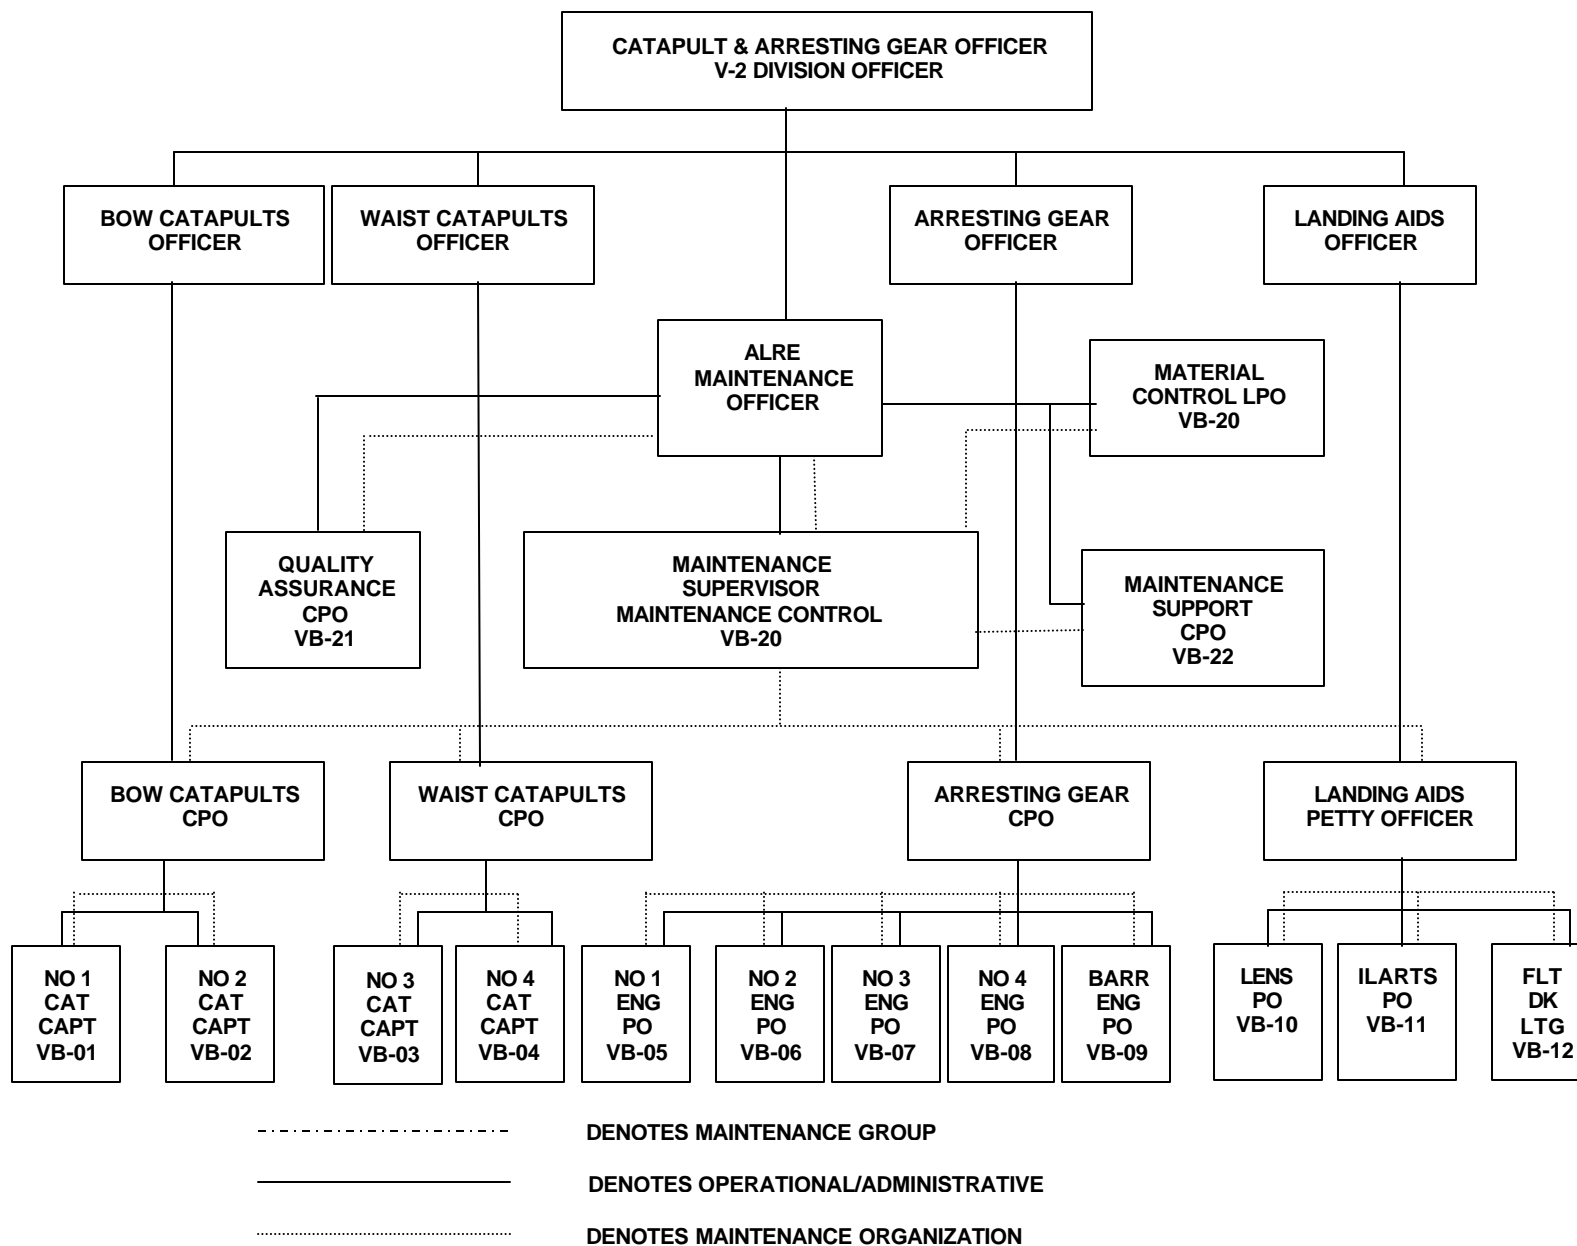 CATAPULT & ARRESTING GEAR OFFICER
V-2 DIVISION OFFICER
BOW CATAPULTS
OFFICER
WAIST CATAPULTS
OFFICER
ARRESTING GEAR
OFFICER
LANDING AIDS
OFFICER
ALRE
MAINTENANCE
OFFICER
MATERIAL
CONTROL LPO
VB-20
QUALITY
ASSURANCE
CPO
VB-21
MAINTENANCE
SUPERVISOR
MAINTENANCE CONTROL
VB-20
MAINTENANCE
SUPPORT
CPO
VB-22
BOW CATAPULTS
CPO
WAIST CATAPULTS
CPO
ARRESTING GEAR
CPO
LANDING AIDS
PETTY OFFICER
NO 1
CAT
CAPT
VB-01
NO 2
CAT
CAPT
VB-02
NO 3
CAT
CAPT
VB-03
NO 4
CAT
CAPT
VB-04
NO 1
ENG
PO
VB-05
NO 2
ENG
PO
VB-06
NO 3
ENG
PO
VB-07
NO 4
ENG
PO
VB-08
BARR
ENG
PO
VB-09
LENS
PO
VB-10
ILARTS
PO
VB-11
FLT
DK
LTG
VB-12
DENOTES MAINTENANCE GROUP
DENOTES OPERATIONAL/ADMINISTRATIVE
DENOTES MAINTENANCE ORGANIZATION